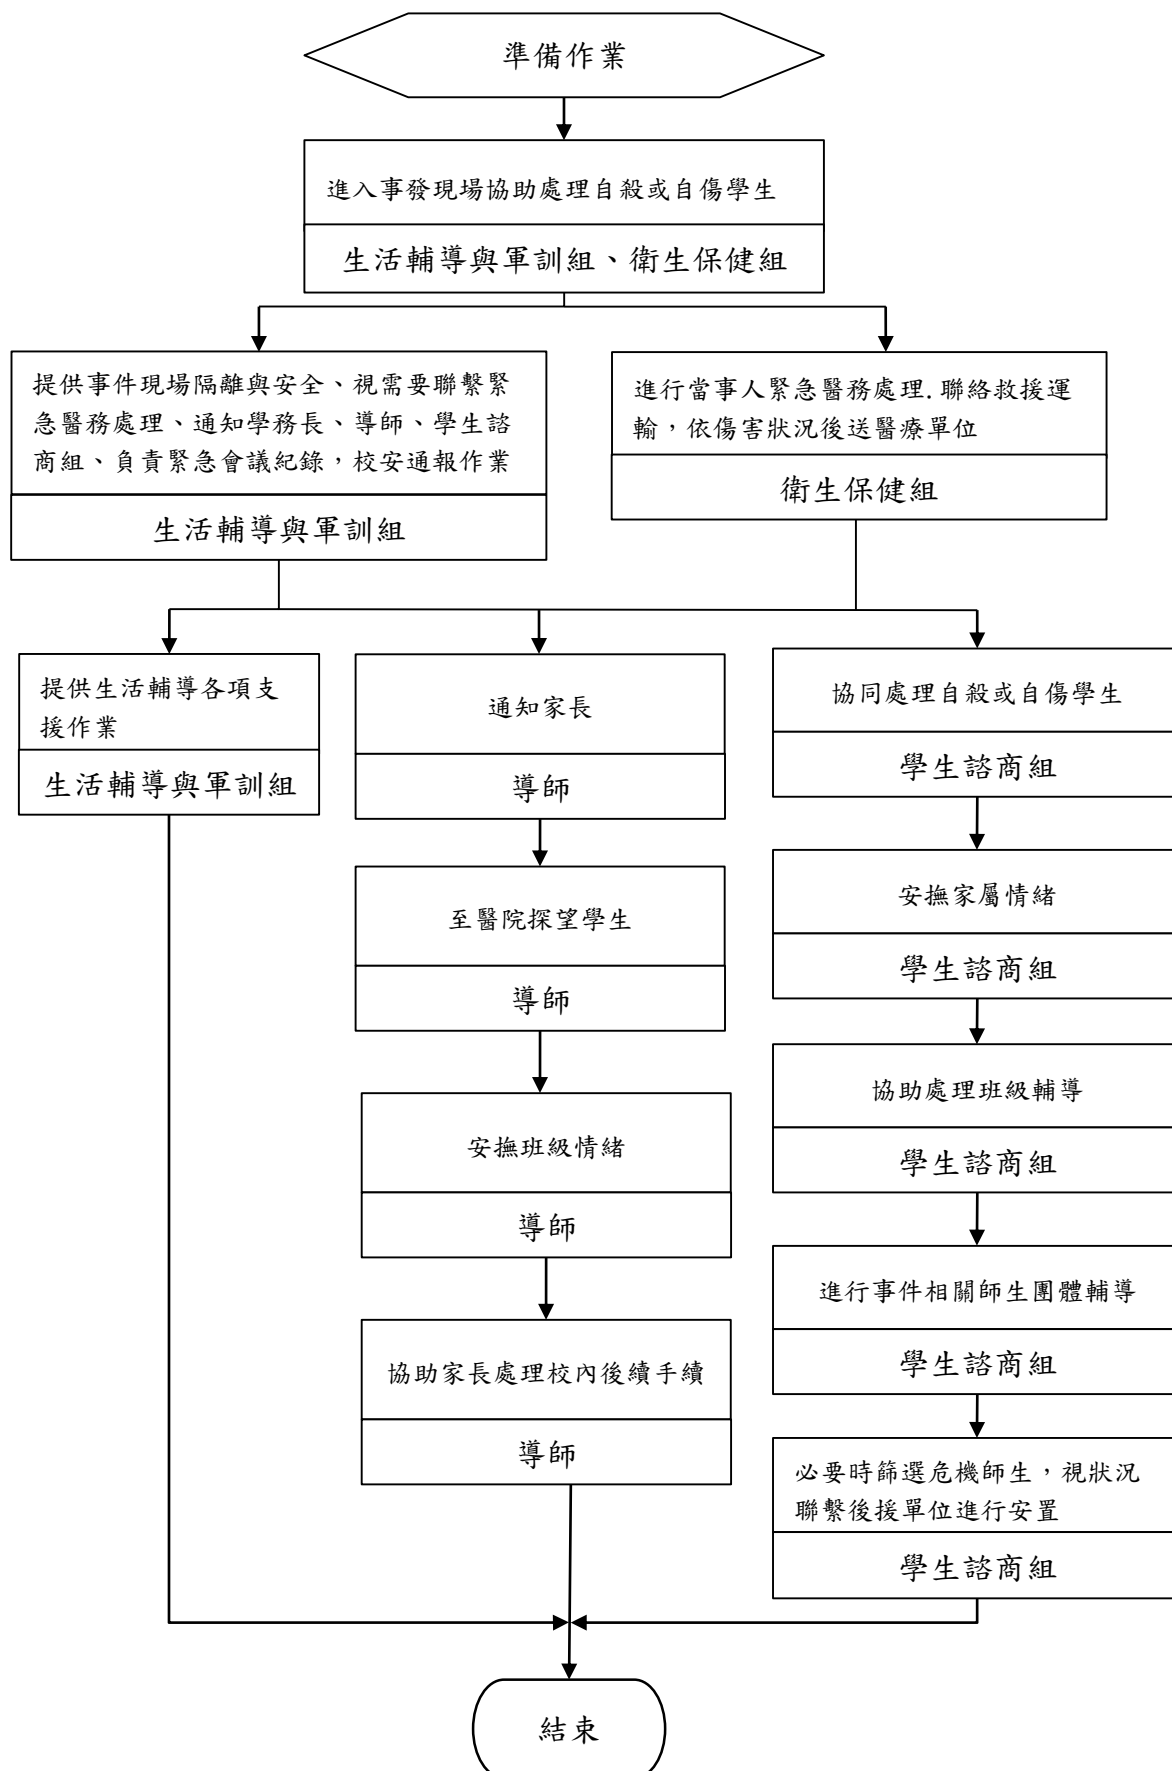 準備作業
進入事發現場協助處理自殺或自傷學生
生活輔導與軍訓組、衛生保健組
提供事件現場隔離與安全、視需要聯繫緊
急醫務處理、通知學務長、導師、學生諮
商組、負責緊急會議紀錄，校安通報作業
生活輔導與軍訓組
進行當事人緊急醫務處理.聯絡救援運
輸，依傷害狀況後送醫療單位
衛生保健組
提供生活輔導各項支
援作業
生活輔導與軍訓組
通知家長
導師
至醫院探望學生
導師
安撫班級情緒
導師
協助家長處理校內後續手續
導師
協同處理自殺或自傷學生
學生諮商組
安撫家屬情緒
學生諮商組
協助處理班級輔導
學生諮商組
進行事件相關師生團體輔導
學生諮商組
必要時篩選危機師生，視狀況
聯繫後援單位進行安置
學生諮商組
結束